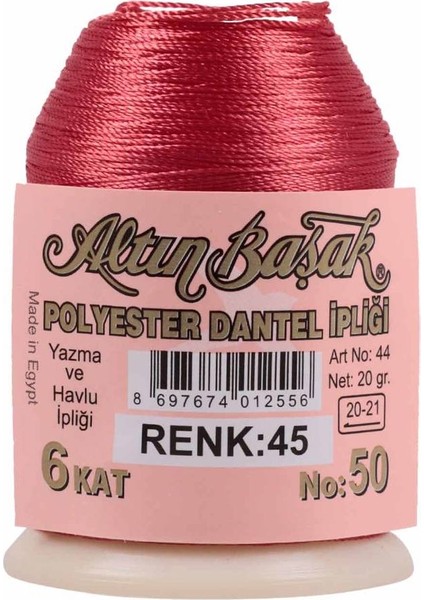 Altın Başak®
POLYESTER DANTEL İPLİĞİ
Made in Egypt
Yazma
ve
Havlu
İpliği
8 697674 012556
Art No: 44
Net: 20 gr.
20-21
RENK:45
6 KAT
No: 50